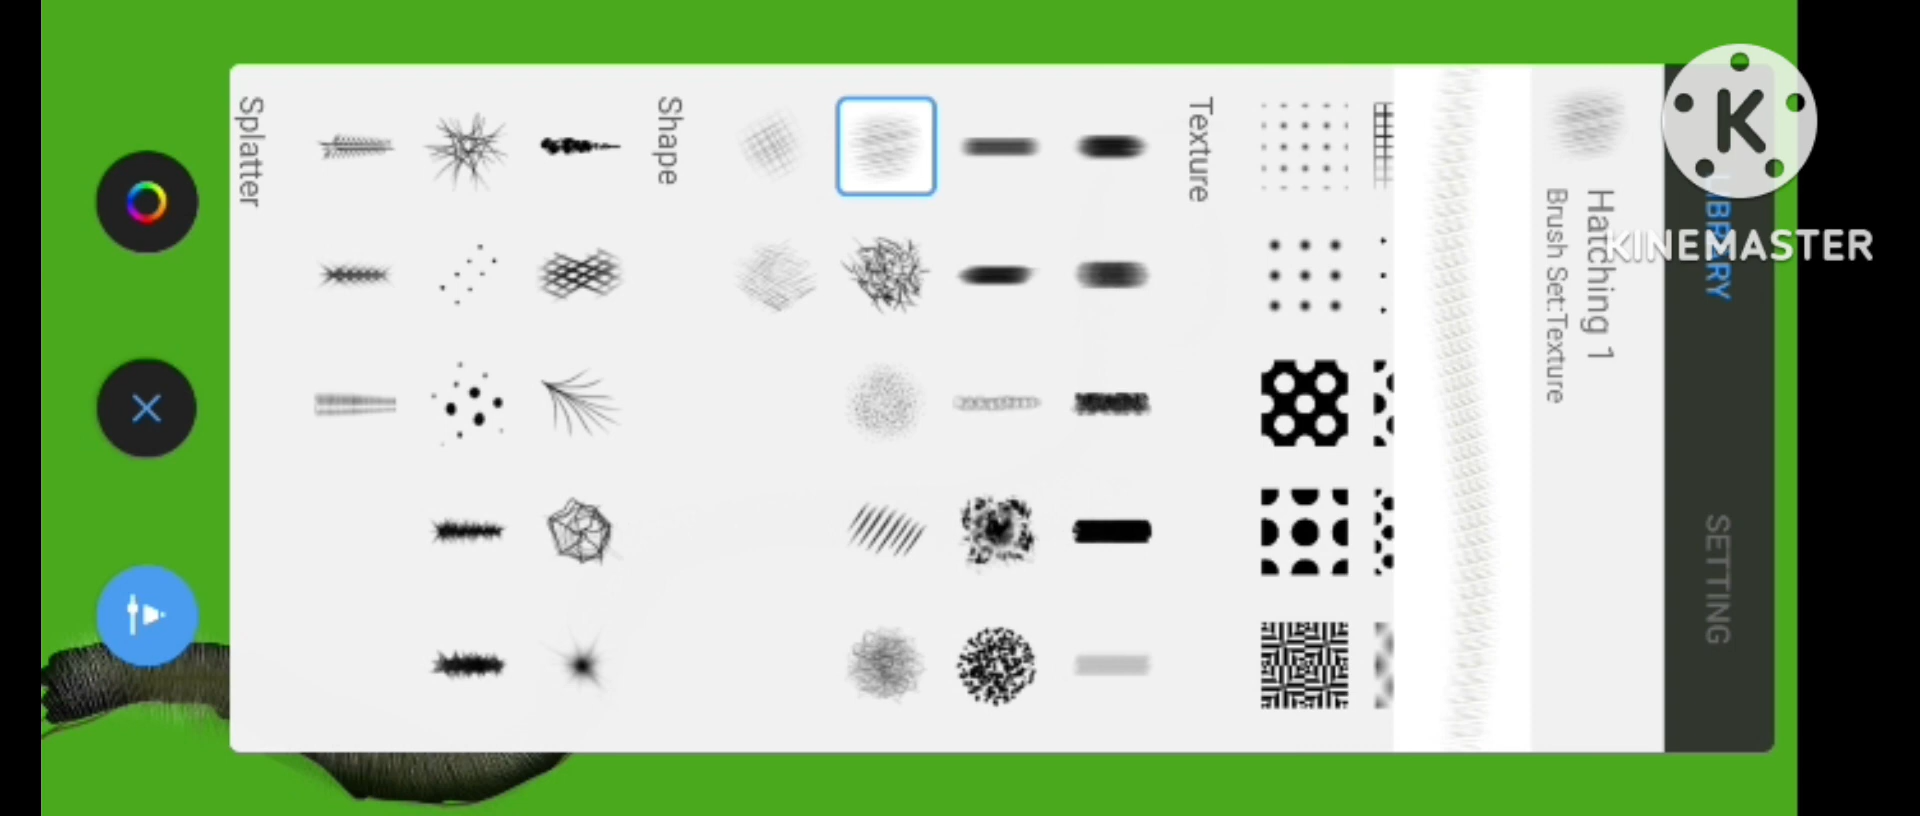 LIBRARY
SETTING
Hatching 1
Brush Set:Texture
Texture
Shape
Splatter
K
KINEMASTER